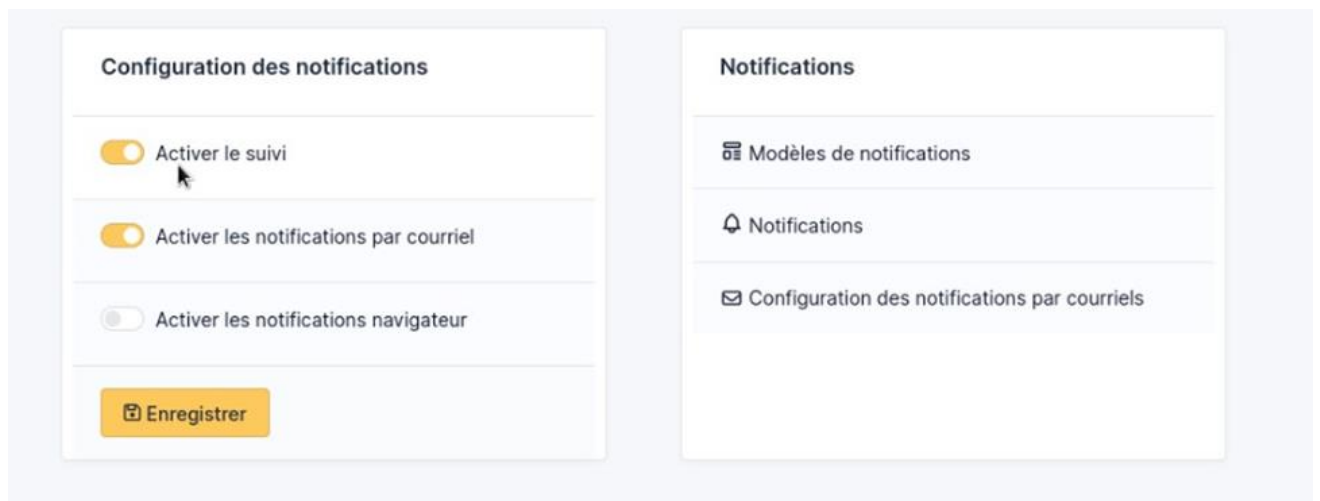 Configuration des notifications
Activer le suivi
Activer les notifications par courriel
Activer les notifications navigateur
Enregistrer
Notifications
Modèles de notifications
Notifications
Configuration des notifications par courriels